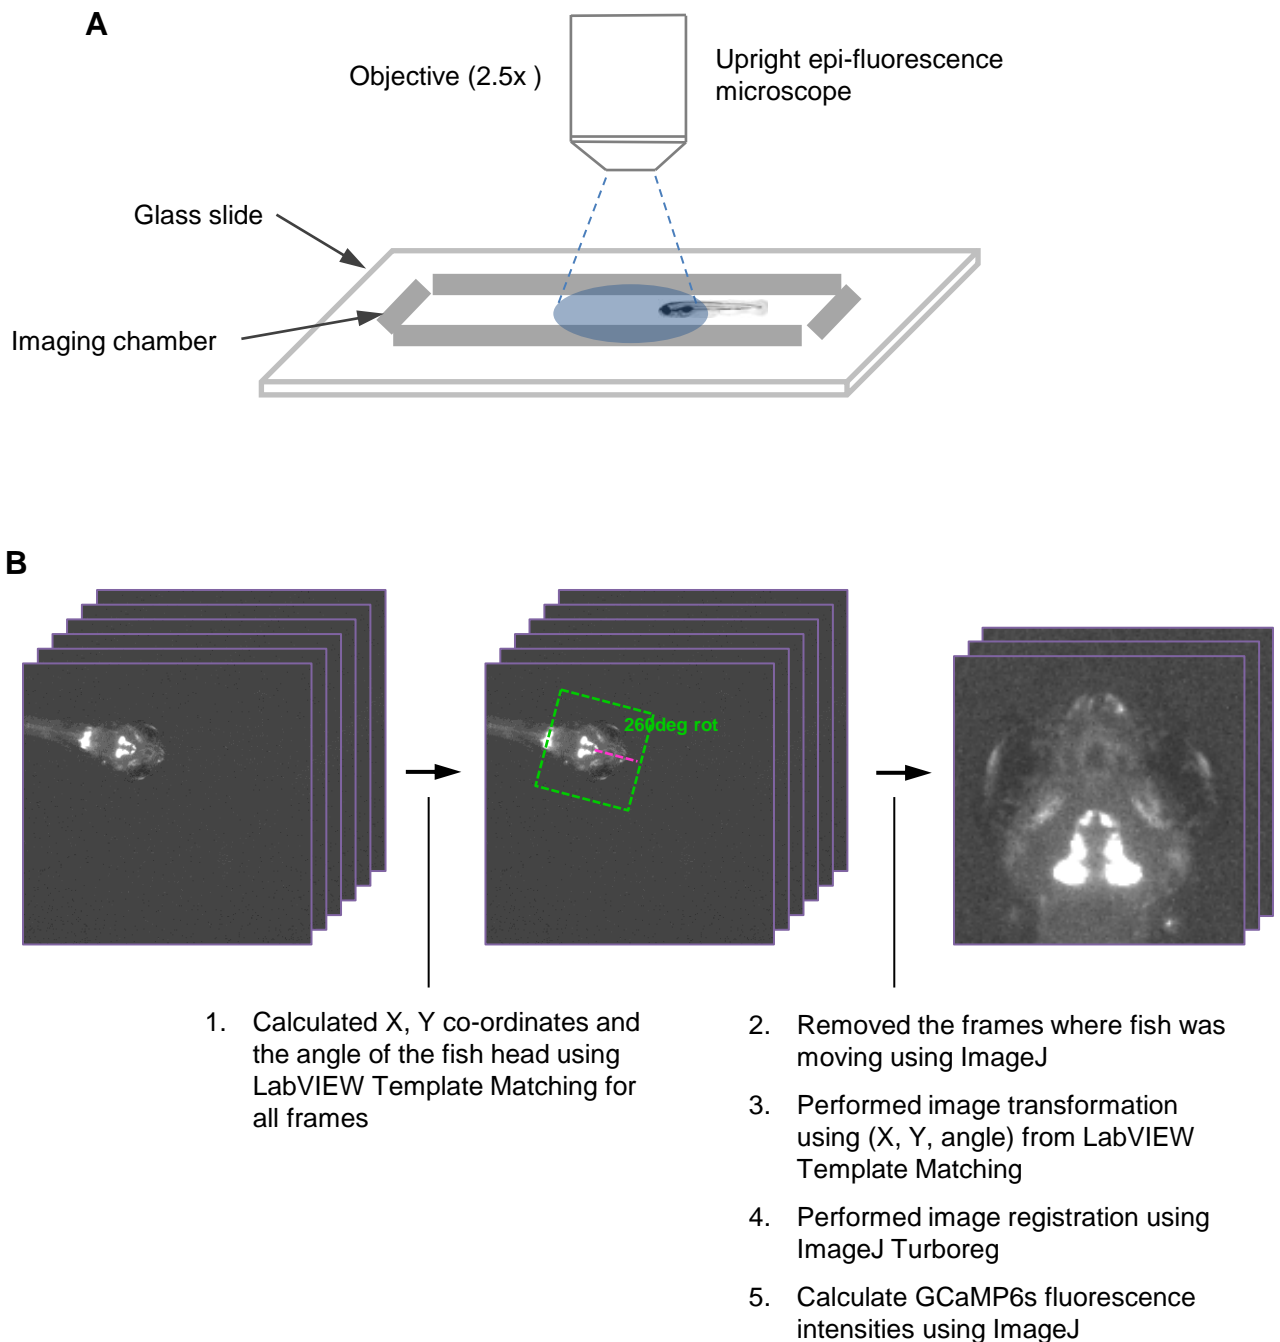 A
Objective (2.5x )
Upright epi-fluorescence
microscope
Glass slide
Imaging chamber
B
260deg rot
1. Calculated X, Y co-ordinates and
the angle of the fish head using
LabVIEW Template Matching for
all frames
2. Removed the frames where fish was
moving using ImageJ
3. Performed image transformation
using (X, Y, angle) from LabVIEW
Template Matching
4. Performed image registration using
ImageJ Turboreg
5. Calculate GCaMP6s fluorescence
intensities using ImageJ